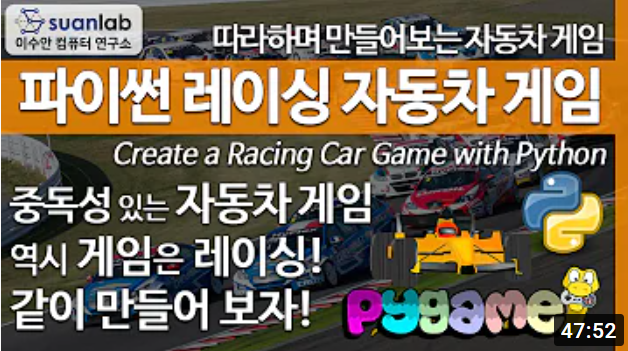 suanlab
이수안 컴퓨터 연구소
따라하며 만들어보는 자동차 게임
파이썬 레이싱 자동차 게임
Create a Racing Car Game with Python
중독성 있는 자동차 게임
역시 게임은 레이싱!
같이 만들어 보자!
pygame
47:52